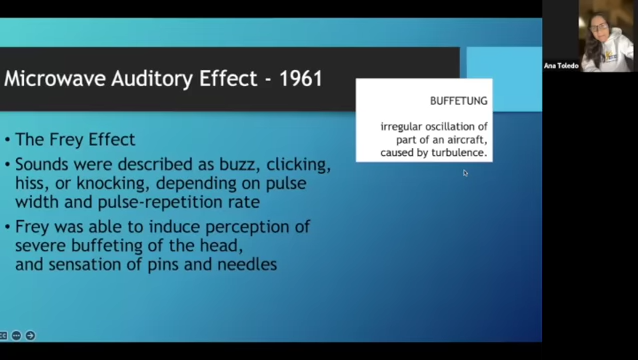 Microwave Auditory Effect - 1961
BUFFETUNG
irregular oscillation of
part of an aircraft,
caused by turbulence.
• The Frey Effect
• Sounds were described as buzz, clicking,
hiss, or knocking, depending on pulse
width and pulse-repetition rate
• Frey was able to induce perception of
severe buffeting of the head,
and sensation of pins and needles
Ana Toledo